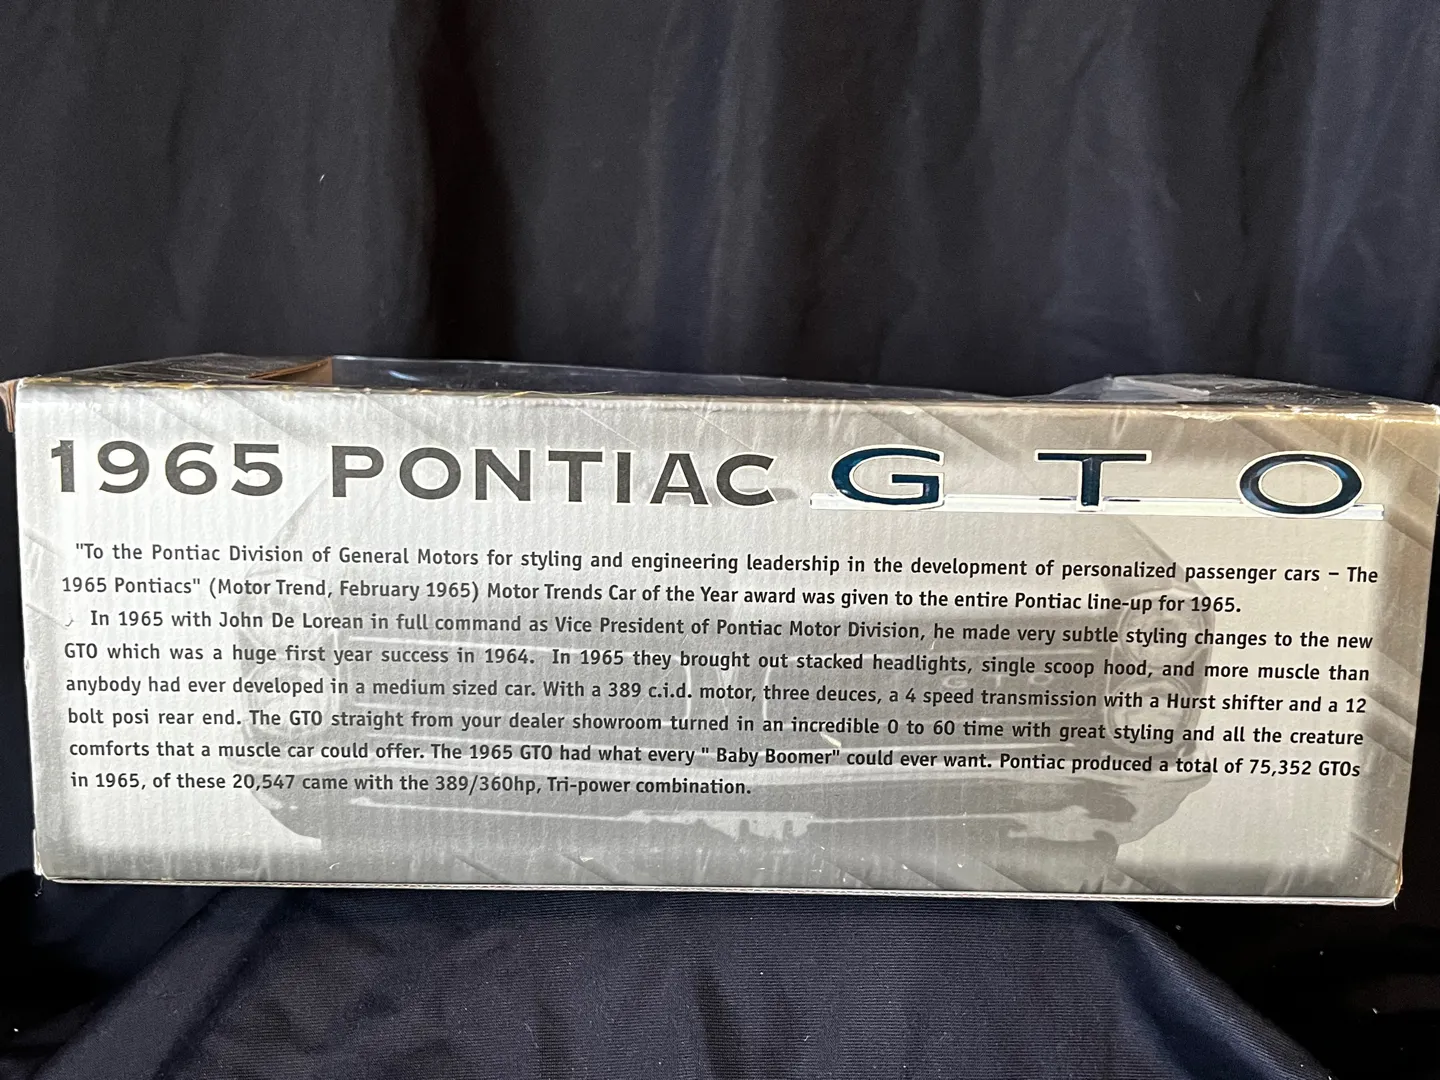 1965 PONTIAC GTO
"To the Pontiac Division of General Motors for styling and engineering leadership in the development of personalized passenger cars – The
1965 Pontiacs" (Motor Trend, February 1965) Motor Trends Car of the Year award was given to the entire Pontiac line-up for 1965.
In 1965 with John De Lorean in full command as Vice President of Pontiac Motor Division, he made very subtle styling changes to the new
GTO which was a huge first year success in 1964. In 1965 they brought out stacked headlights, single scoop hood, and more muscle than
anybody had ever developed in a medium sized car. With a 389 c.i.d. motor, three deuces, a 4 speed transmission with a Hurst shifter and a 12
bolt posi rear end. The GTO straight from your dealer showroom turned in an incredible 0 to 60 time with great styling and all the creature
comforts that a muscle car could offer. The 1965 GTO had what every " Baby Boomer" could ever want. Pontiac produced a total of 75,352 GTOs
in 1965, of these 20,547 came with the 389/360hp, Tri-power combination.